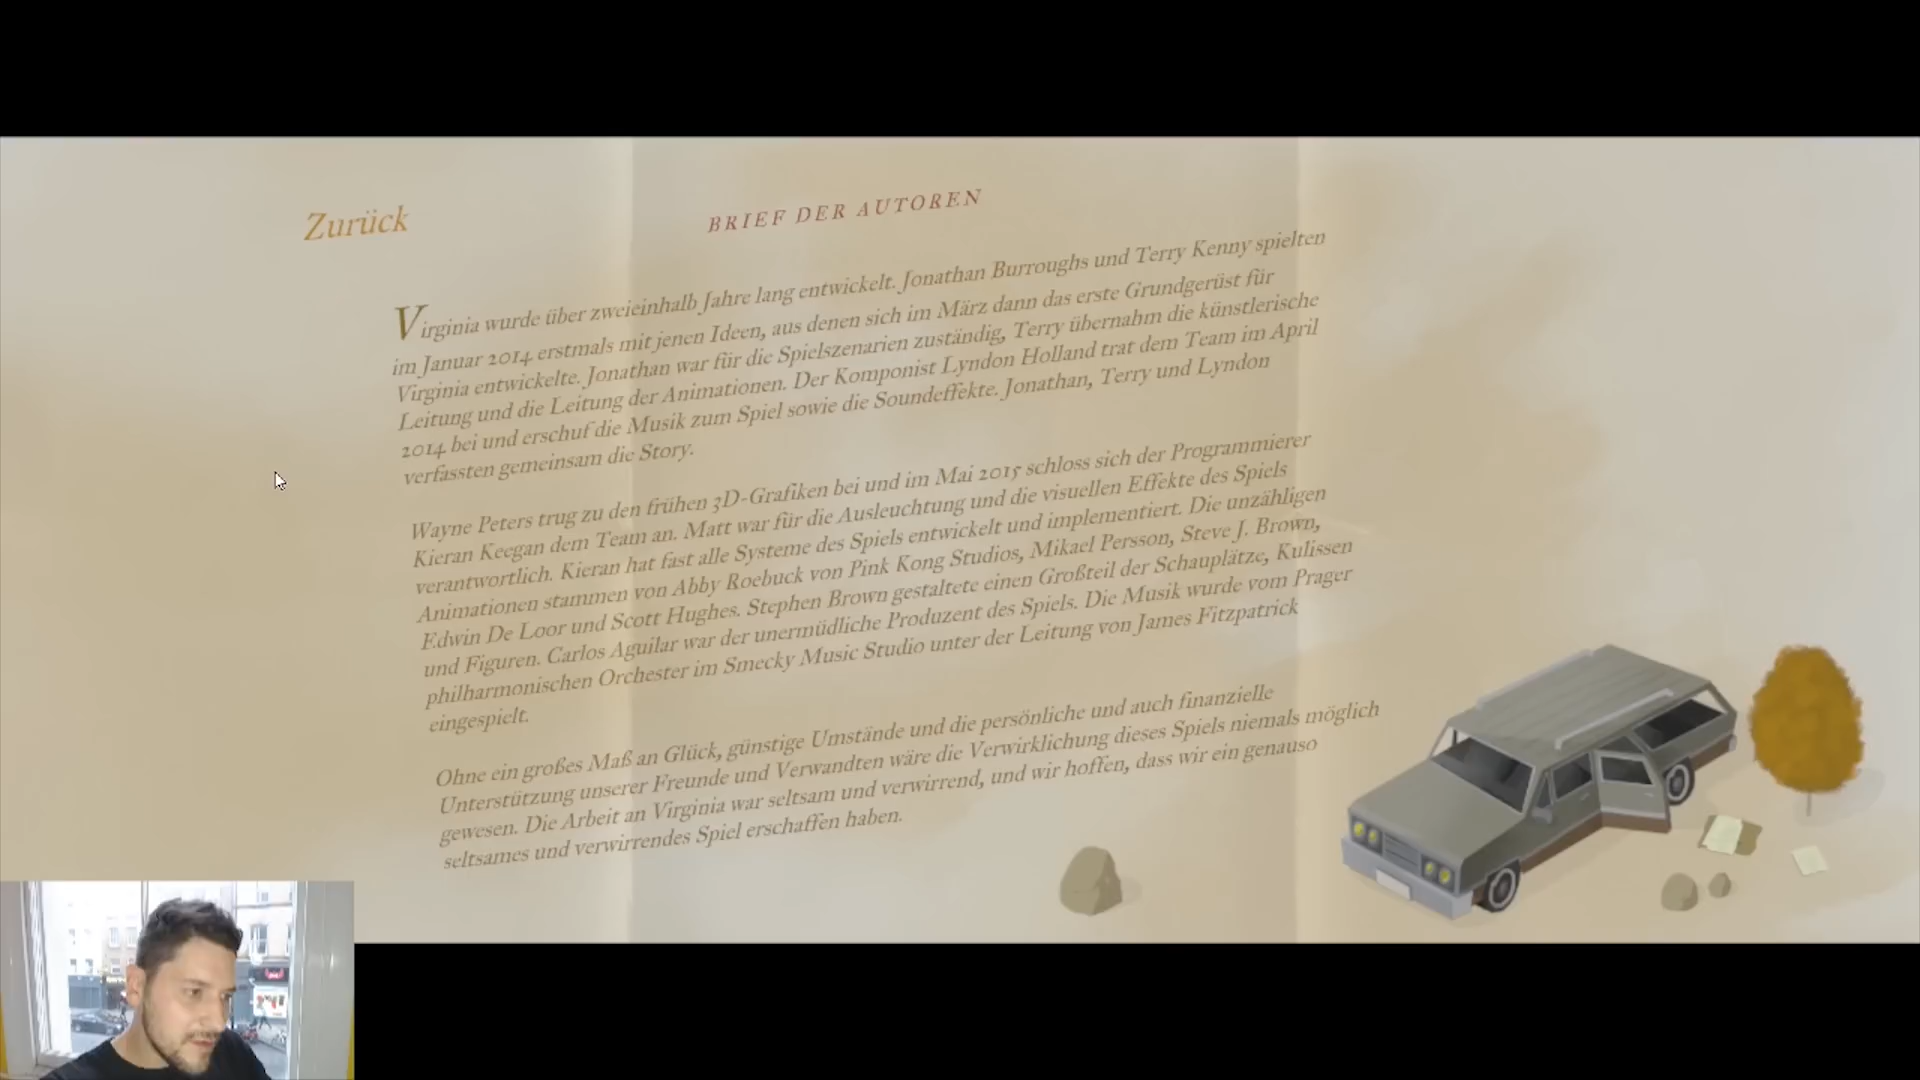 Zurück
BRIEF DER AUTOREN
Virginia wurde über zweieinhalb Jahre lang entwickelt. Jonathan Burroughs und Terry Kenny spielten
im Januar 2014 erstmals mit jenen Ideen, aus denen sich im März dann das erste Grundgerüst für
Virginia entwickelte. Jonathan war für die Spielszenarien zuständig, Terry übernahm die künstlerische
Leitung und die Leitung der Animationen. Der Komponist Lyndon Holland trat dem Team im April
2014 bei und erschuf die Musik zum Spiel sowie die Soundeffekte. Jonathan, Terry und Lyndon
verfassten gemeinsam die Story.
Wayne Peters trug zu den frühen 3D-Grafiken bei und im Mai 2015 schloss sich der Programmierer
Kieran Keegan dem Team an. Matt war für die Ausleuchtung und die visuellen Effekte des Spiels
verantwortlich. Kieran hat fast alle Systeme des Spiels entwickelt und implementiert. Die unzähligen
Animationen stammen von Abby Roebuck von Pink Kong Studios, Mikael Persson, Steve J. Brown,
Edwin De Loor und Scott Hughes. Stephen Brown gestaltete einen Großteil der Schauplätze, Kulissen
und Figuren. Carlos Aguilar war der unermüdliche Produzent des Spiels. Die Musik wurde vom Prager
philharmonischen Orchester im Smecky Music Studio unter der Leitung von James Fitzpatrick
eingespielt.
Ohne ein großes Maß an Glück, günstige Umstände und die persönliche und auch finanzielle
Unterstützung unserer Freunde und Verwandten wäre die Verwirklichung dieses Spiels niemals möglich
gewesen. Die Arbeit an Virginia war seltsam und verwirrend, und wir hoffen, dass wir ein genauso
seltsames und verwirrendes Spiel erschaffen haben.